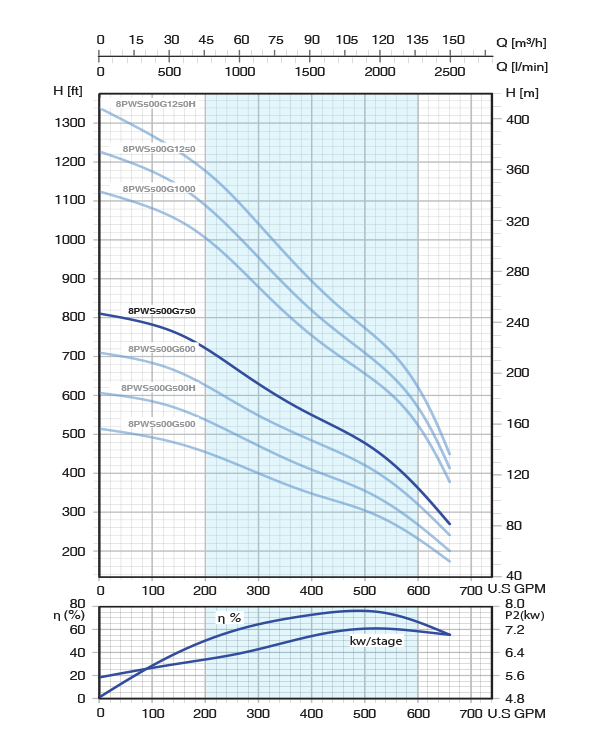 0 15 30 45 60 75 90 105 120 135 150 Q [m³/h]
0 500 1000 1500 2000 2500 Q [l/min]
H [ft] H [m]
8PWSs00G12s0H
1300 400
8PWSs00G12s0
1200 360
8PWSs00G1000
1100 320
1000
900 280
800 240
8PWSs00G7s0
700 200
8PWSs00G600
600 160
8PWSs00Gs00H
500
8PWSs00Gs00
400 120
300 80
200
40
0 100 200 300 400 500 600 700 U.S GPM
80 8.0
η (%) P2(kw)
η %
60 7.2
kw/stage
40 6.4
20 5.6
0 4.8
0 100 200 300 400 500 600 700 U.S GPM